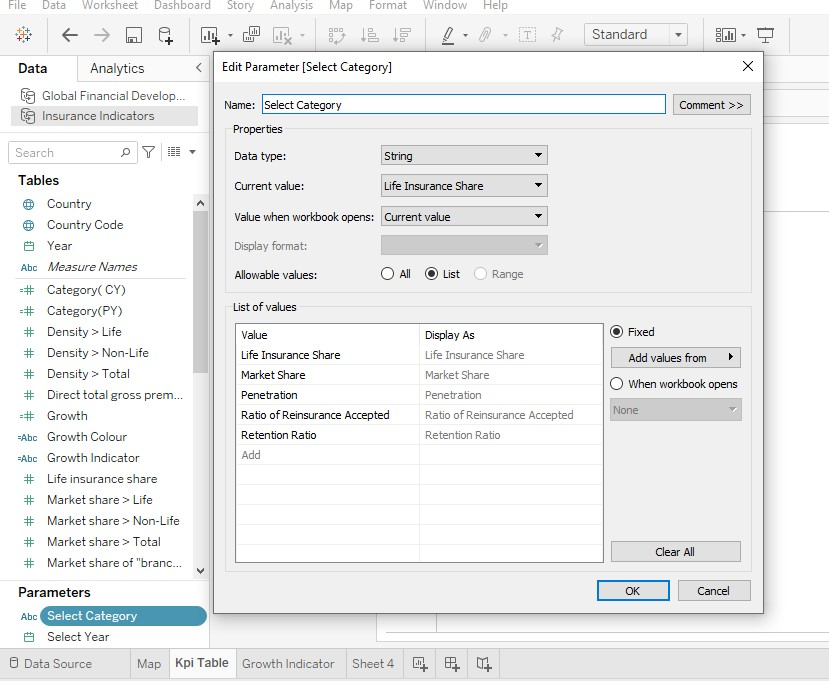 File Data Worksheet Dashboard Story Analysis Map Format Window Help
Standard
Data Analytics
Global Financial Develop...
Insurance Indicators
Search
Tables
Country
Country Code
Year
Abc Measure Names
Category( CY)
Category(PY)
Density > Life
Density > Non-Life
Density > Total
Direct total gross prem...
Growth
=Abc Growth Colour
=Abc Growth Indicator
Life insurance share
Market share > Life
Market share > Non-Life
Market share > Total
Market share of "branc...
Parameters
Abc Select Category
Select Year
Edit Parameter [Select Category]
Name: Select Category Comment >>
Properties
Data type: String
Current value: Life Insurance Share
Value when workbook opens: Current value
Display format:
Allowable values: All List Range
List of values
Value Display As
Life Insurance Share Life Insurance Share
Market Share Market Share
Penetration Penetration
Ratio of Reinsurance Accepted Ratio of Reinsurance Accepted
Retention Ratio Retention Ratio
Add
Fixed
Add values from
When workbook opens
None
Clear All
OK Cancel
Data Source Map Kpi Table Growth Indicator Sheet 4